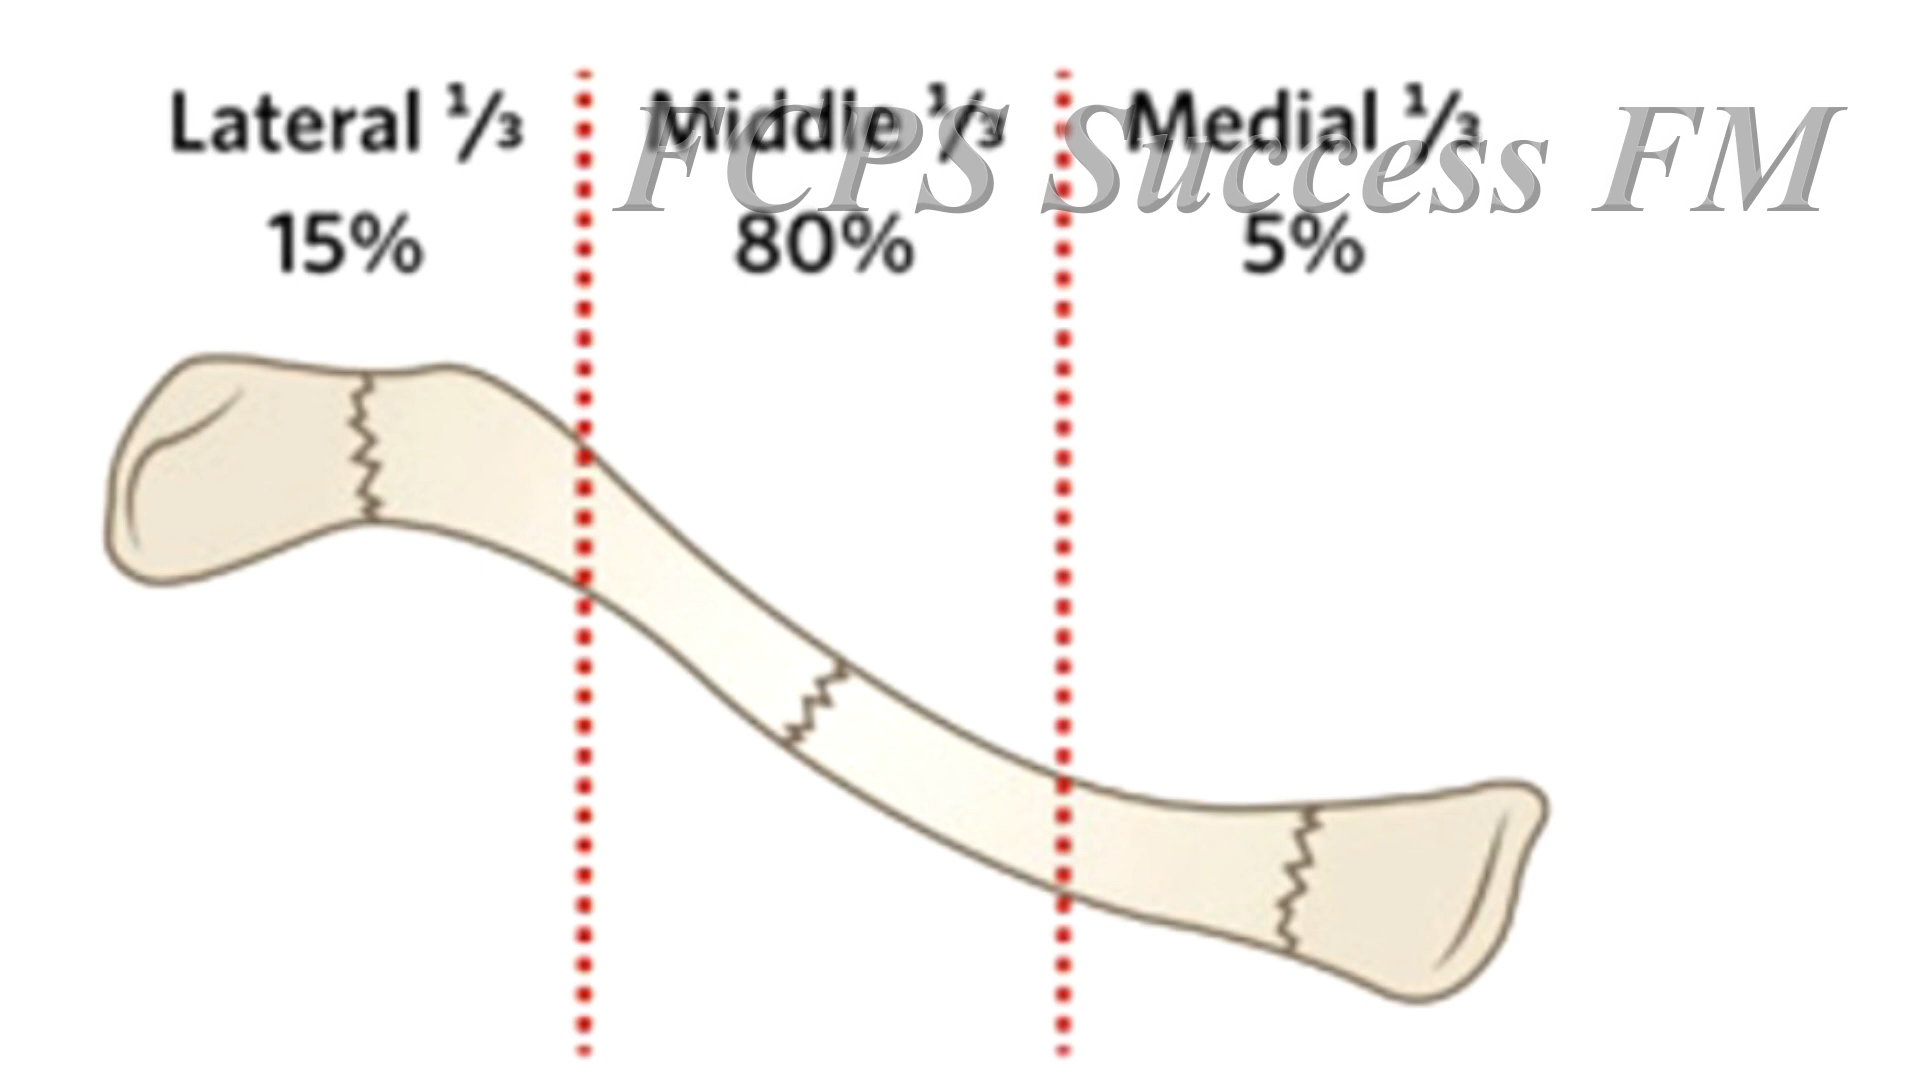 Lateral ⅓ Middle ⅓ Medial ⅓
FCPS Success FM
15% 80% 5%